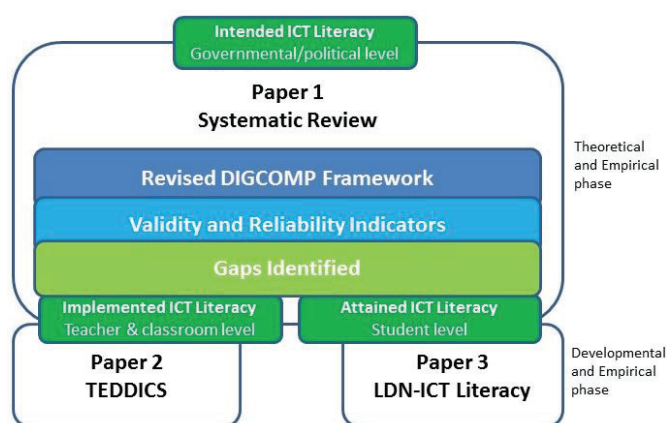 Intended ICT Literacy
Governmental/political level
Paper 1
Systematic Review
Theoretical
and Empirical
phase
Revised DIGCOMP Framework
Validity and Reliability Indicators
Gaps Identified
Implemented ICT Literacy
Teacher & classroom level
Attained ICT Literacy
Student level
Paper 2
TEDDICS
Paper 3
LDN-ICT Literacy
Developmental
and Empirical
phase